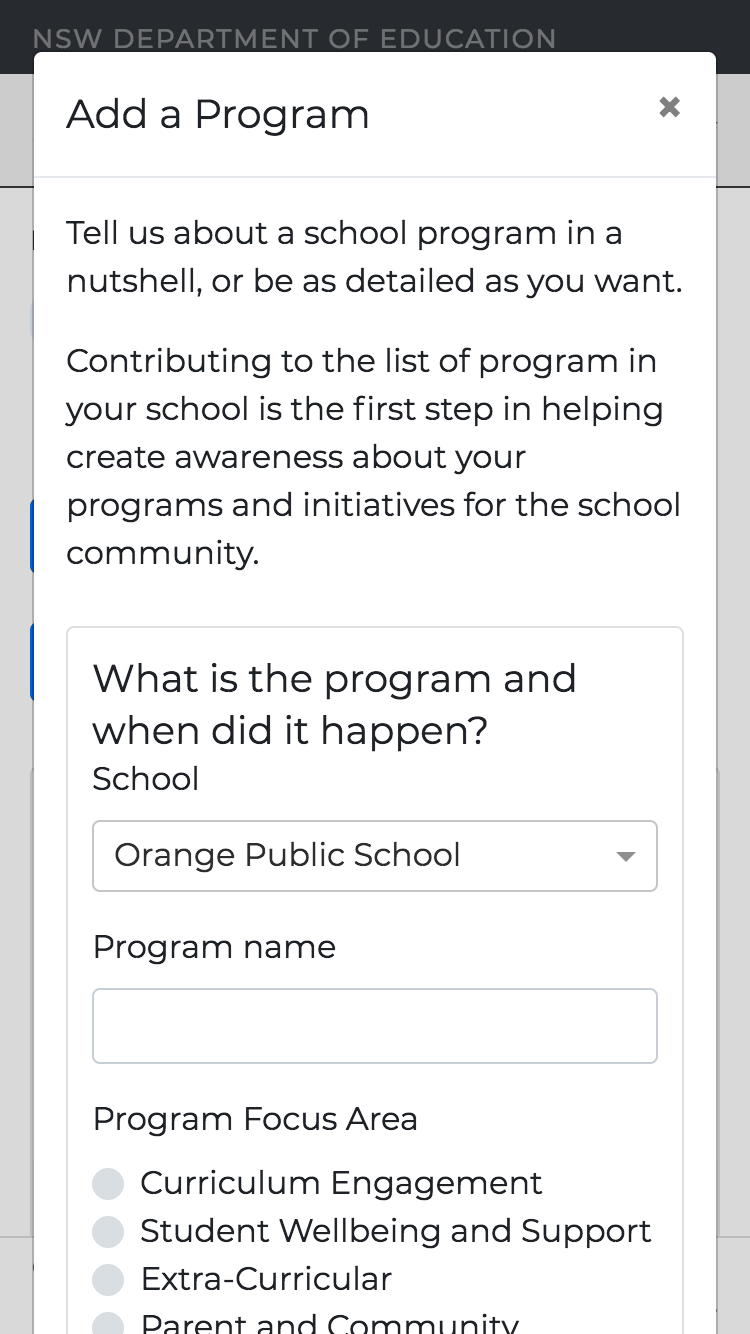 NSW DEPARTMENT OF EDUCATION
Add a Program
Tell us about a school program in a
nutshell, or be as detailed as you want.
Contributing to the list of program in
your school is the first step in helping
create awareness about your
programs and initiatives for the school
community.
What is the program and
when did it happen?
School
Orange Public School
Program name
Program Focus Area
Curriculum Engagement
Student Wellbeing and Support
Extra-Curricular
Parent and Community